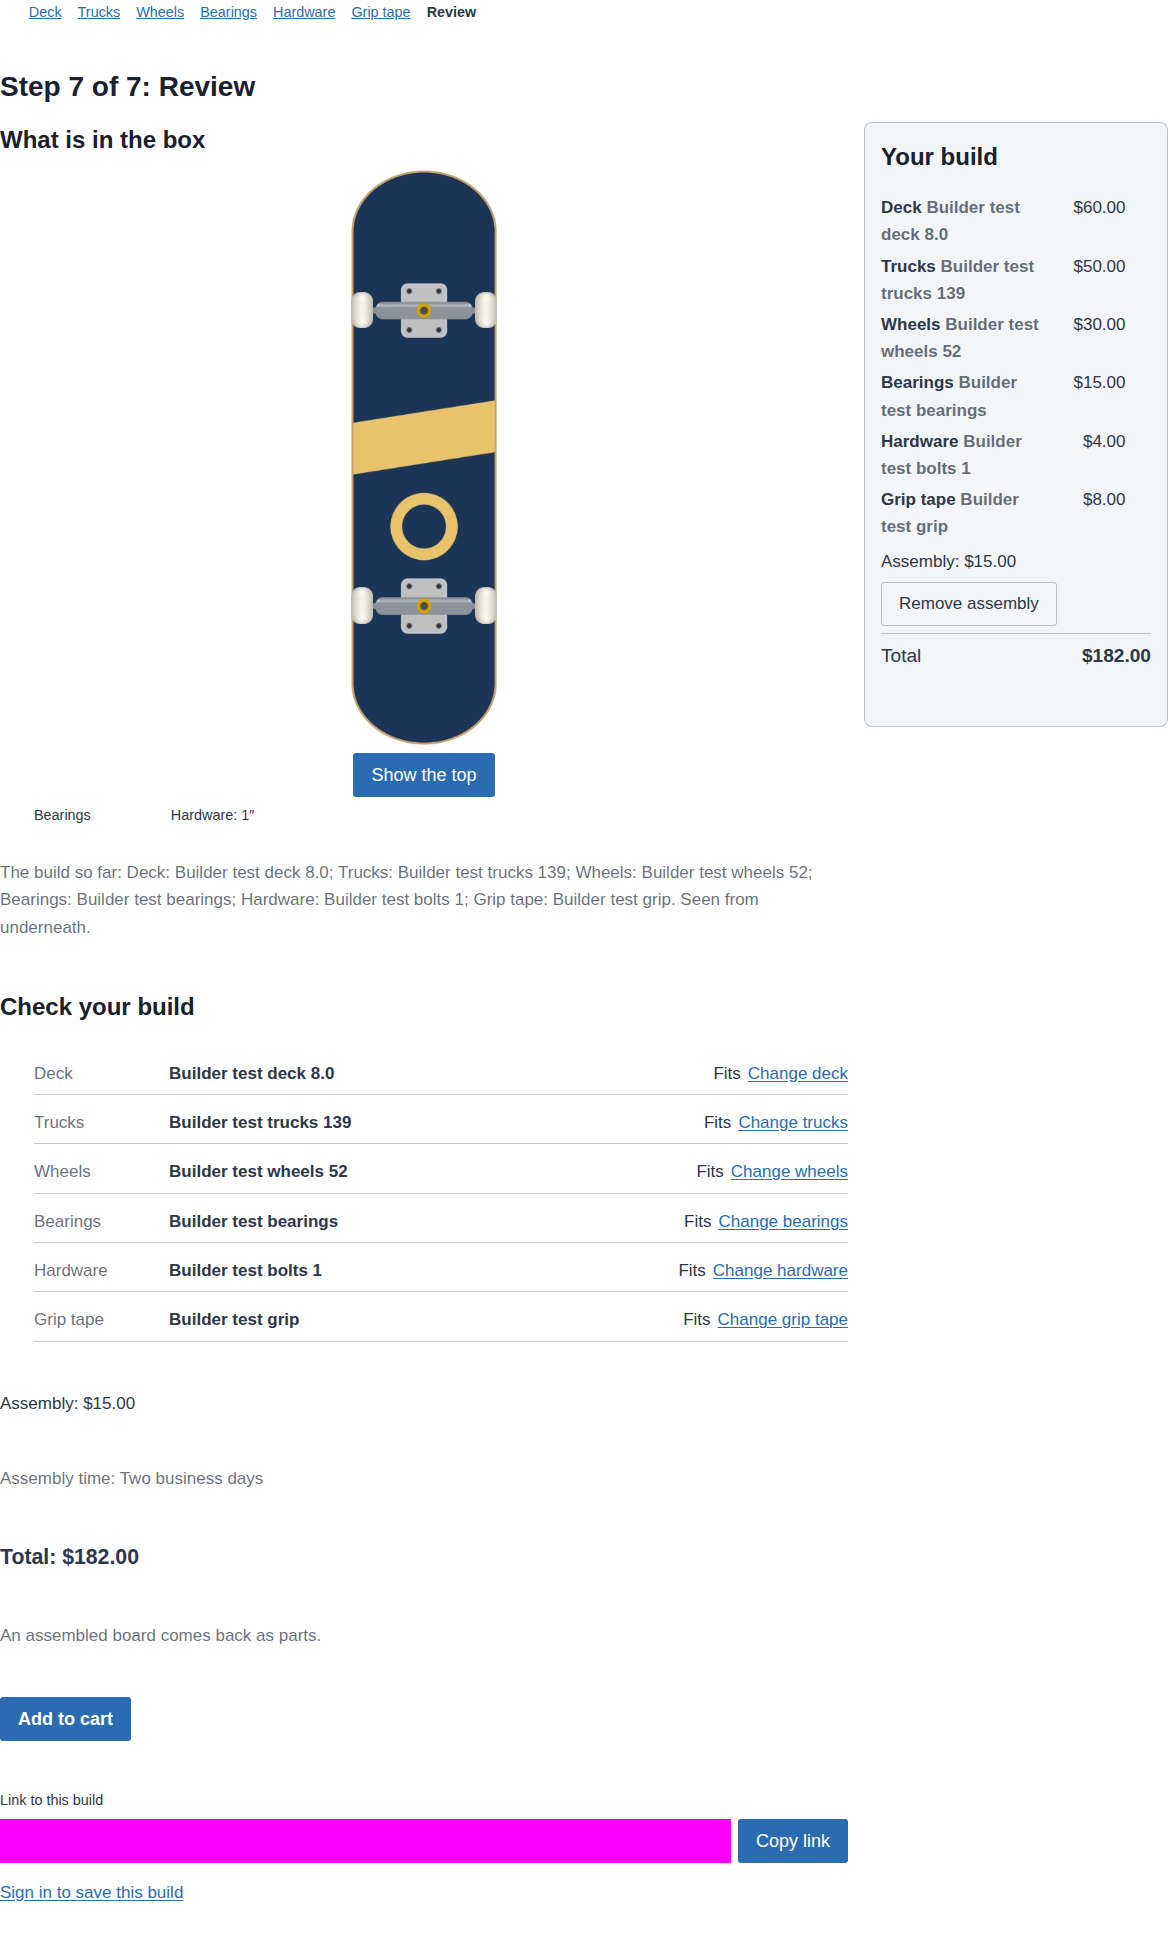 Deck Trucks Wheels Bearings Hardware Grip tape Review
Step 7 of 7: Review
What is in the box
Show the top
Bearings Hardware: 1″
The build so far: Deck: Builder test deck 8.0; Trucks: Builder test trucks 139; Wheels: Builder test wheels 52;
Bearings: Builder test bearings; Hardware: Builder test bolts 1; Grip tape: Builder test grip. Seen from
underneath.
Check your build
Deck Builder test deck 8.0 Fits Change deck
Trucks Builder test trucks 139 Fits Change trucks
Wheels Builder test wheels 52 Fits Change wheels
Bearings Builder test bearings Fits Change bearings
Hardware Builder test bolts 1 Fits Change hardware
Grip tape Builder test grip Fits Change grip tape
Assembly: $15.00
Assembly time: Two business days
Total: $182.00
An assembled board comes back as parts.
Add to cart
Link to this build
Copy link
Sign in to save this build
Your build
Deck Builder test $60.00
deck 8.0
Trucks Builder test $50.00
trucks 139
Wheels Builder test $30.00
wheels 52
Bearings Builder $15.00
test bearings
Hardware Builder $4.00
test bolts 1
Grip tape Builder $8.00
test grip
Assembly: $15.00
Remove assembly
Total $182.00